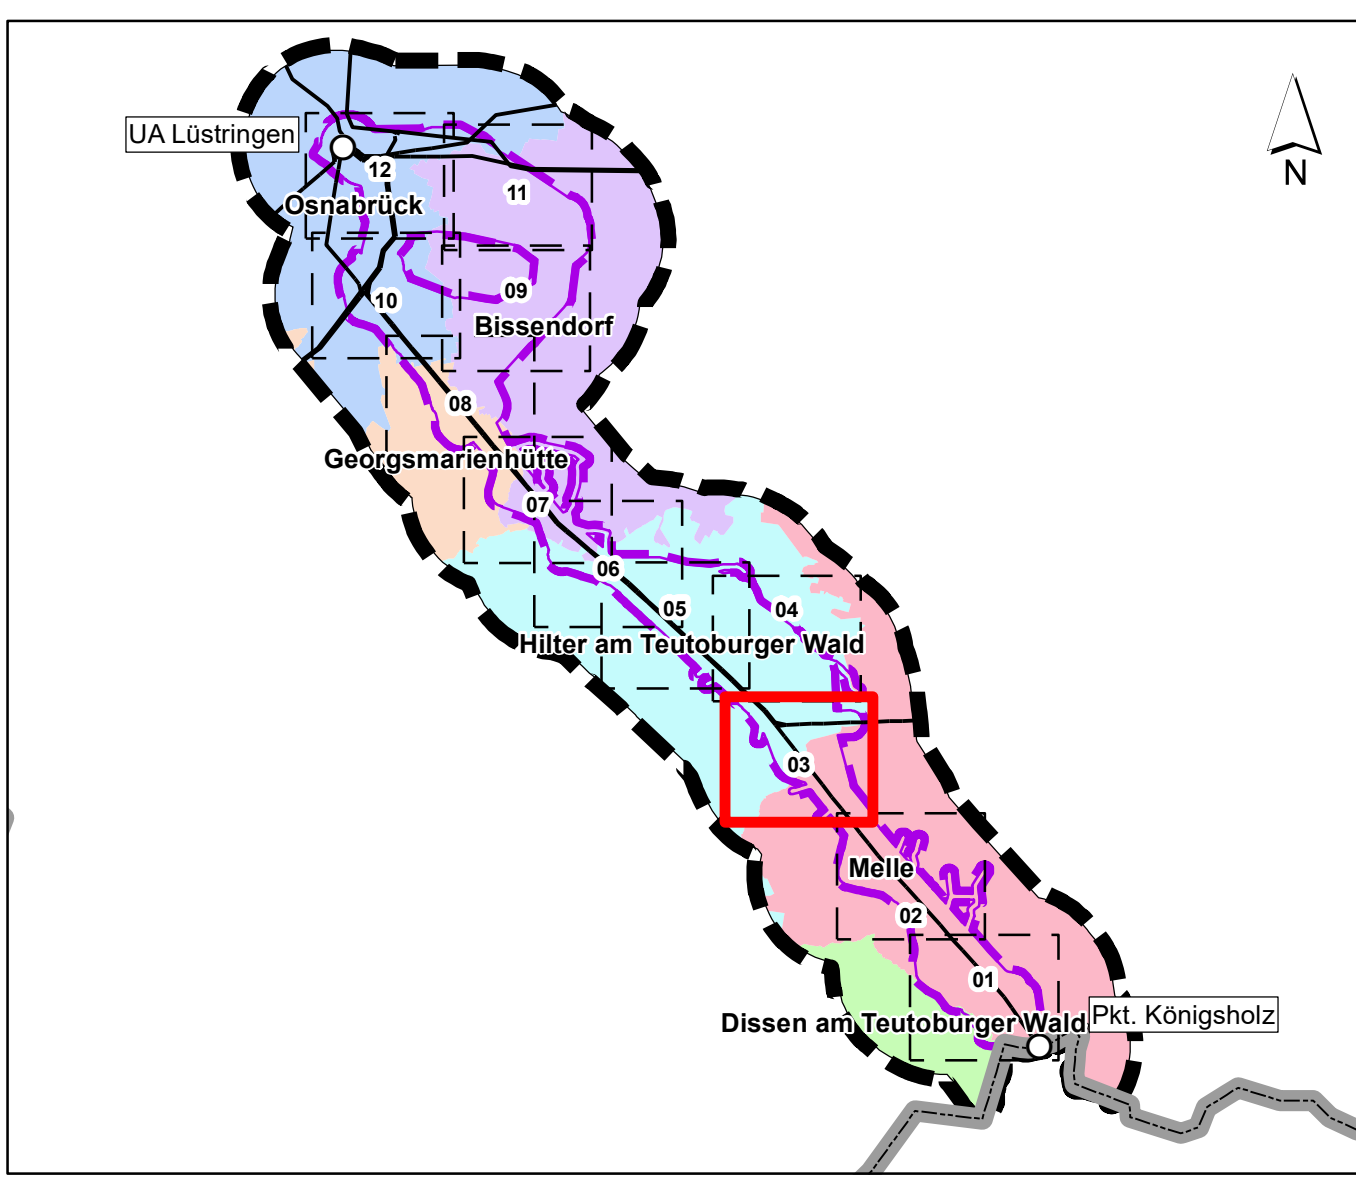 UA Lüstringen
N
12
11
Osnabrück
09
10
Bissendorf
08
Georgsmarienhütte
07
06
05
04
Hilter am Teutoburger Wald
03
Melle
02
01
Pkt. Königsholz
Dissen am Teutoburger Wald